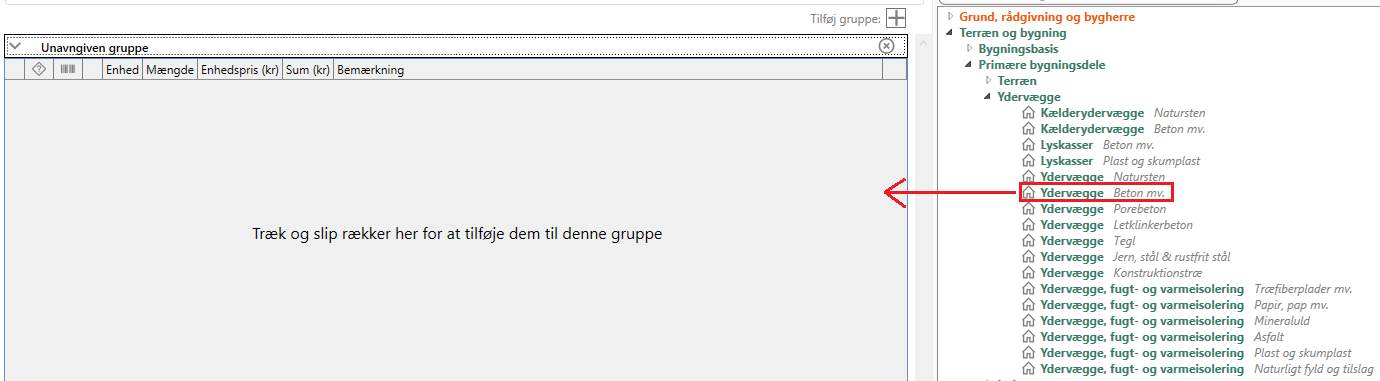 Tilføj gruppe:
Unavngiven gruppe
Enhed Mængde Enhedspris (kr) Sum (kr) Bemærkning
Træk og slip rækker her for at tilføje dem til denne gruppe
Grund, rådgivning og bygherre
Terræn og bygning
Bygningsbasis
Primære bygningsdele
Terræn
Ydervægge
Kælderydervægge Natursten
Kælderydervægge Beton mv.
Lyskasser Beton mv.
Lyskasser Plast og skumplast
Ydervægge Natursten
Ydervægge Beton mv.
Ydervægge Porebeton
Ydervægge Letklinkerbeton
Ydervægge Tegl
Ydervægge Jern, stål & rustfrit stål
Ydervægge Konstruktionstræ
Ydervægge, fugt- og varmeisolering Træfiberplader mv.
Ydervægge, fugt- og varmeisolering Papir, pap mv.
Ydervægge, fugt- og varmeisolering Mineraluld
Ydervægge, fugt- og varmeisolering Asfalt
Ydervægge, fugt- og varmeisolering Plast og skumplast
Ydervægge, fugt- og varmeisolering Naturligt fyld og tilslag